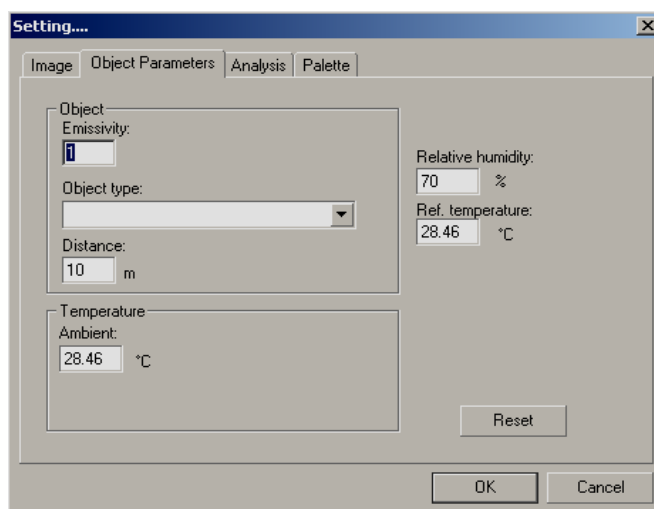 Setting....
Image Object Parameters Analysis Palette
Object
Emissivity:
1
Object type:
Distance:
10 m
Relative humidity:
70 %
Ref. temperature:
28.46 °C
Temperature
Ambient:
28.46 °C
Reset
OK Cancel